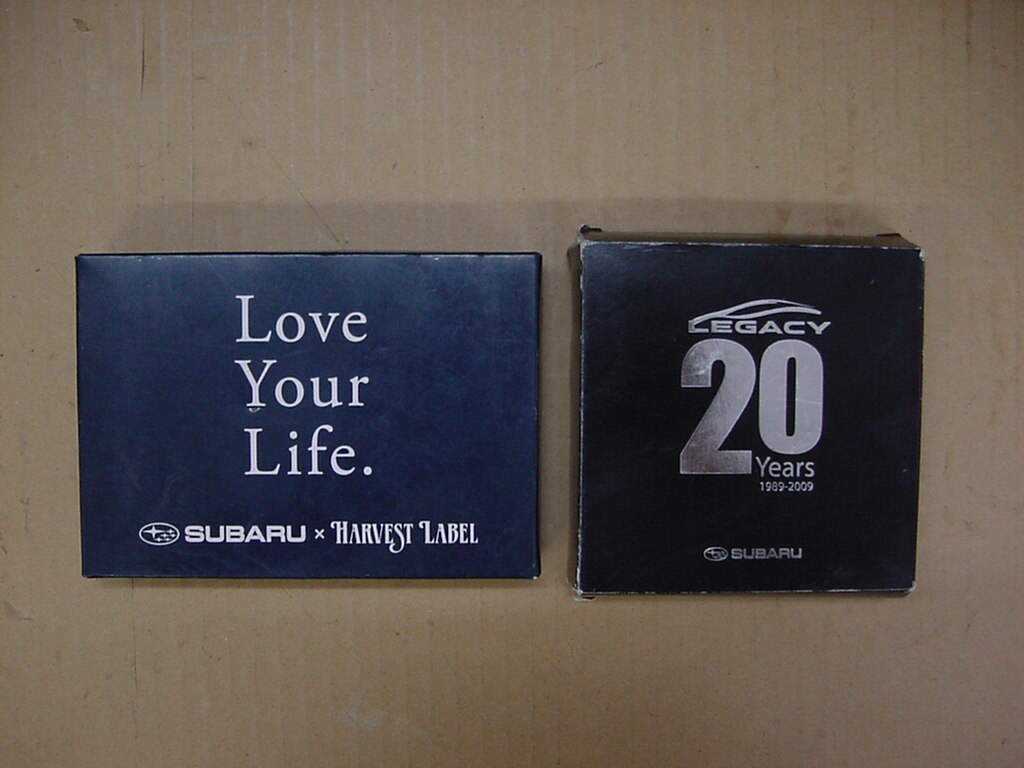 Love
Your
Life.
SUBARU × HARVEST LABEL
LEGACY
20
Years
1989-2009
SUBARU